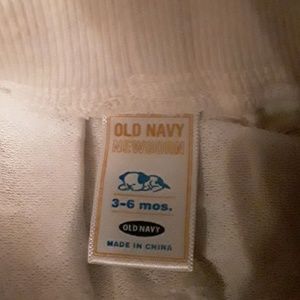 OLD NAVY
NEWBORN
3-6 mos.
OLD NAVY
MADE IN CHINA